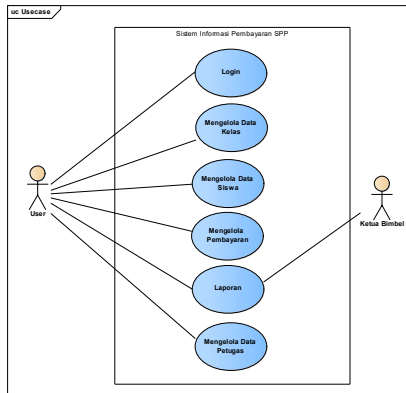 uc Usecase
Sistem Informasi Pembayaran SPP
Login
Mengelola Data
Kelas
Mengelola Data
Siswa
User
Mengelola
Pembayaran
Ketua Bimbel
Laporan
Mengelola Data
Petugas